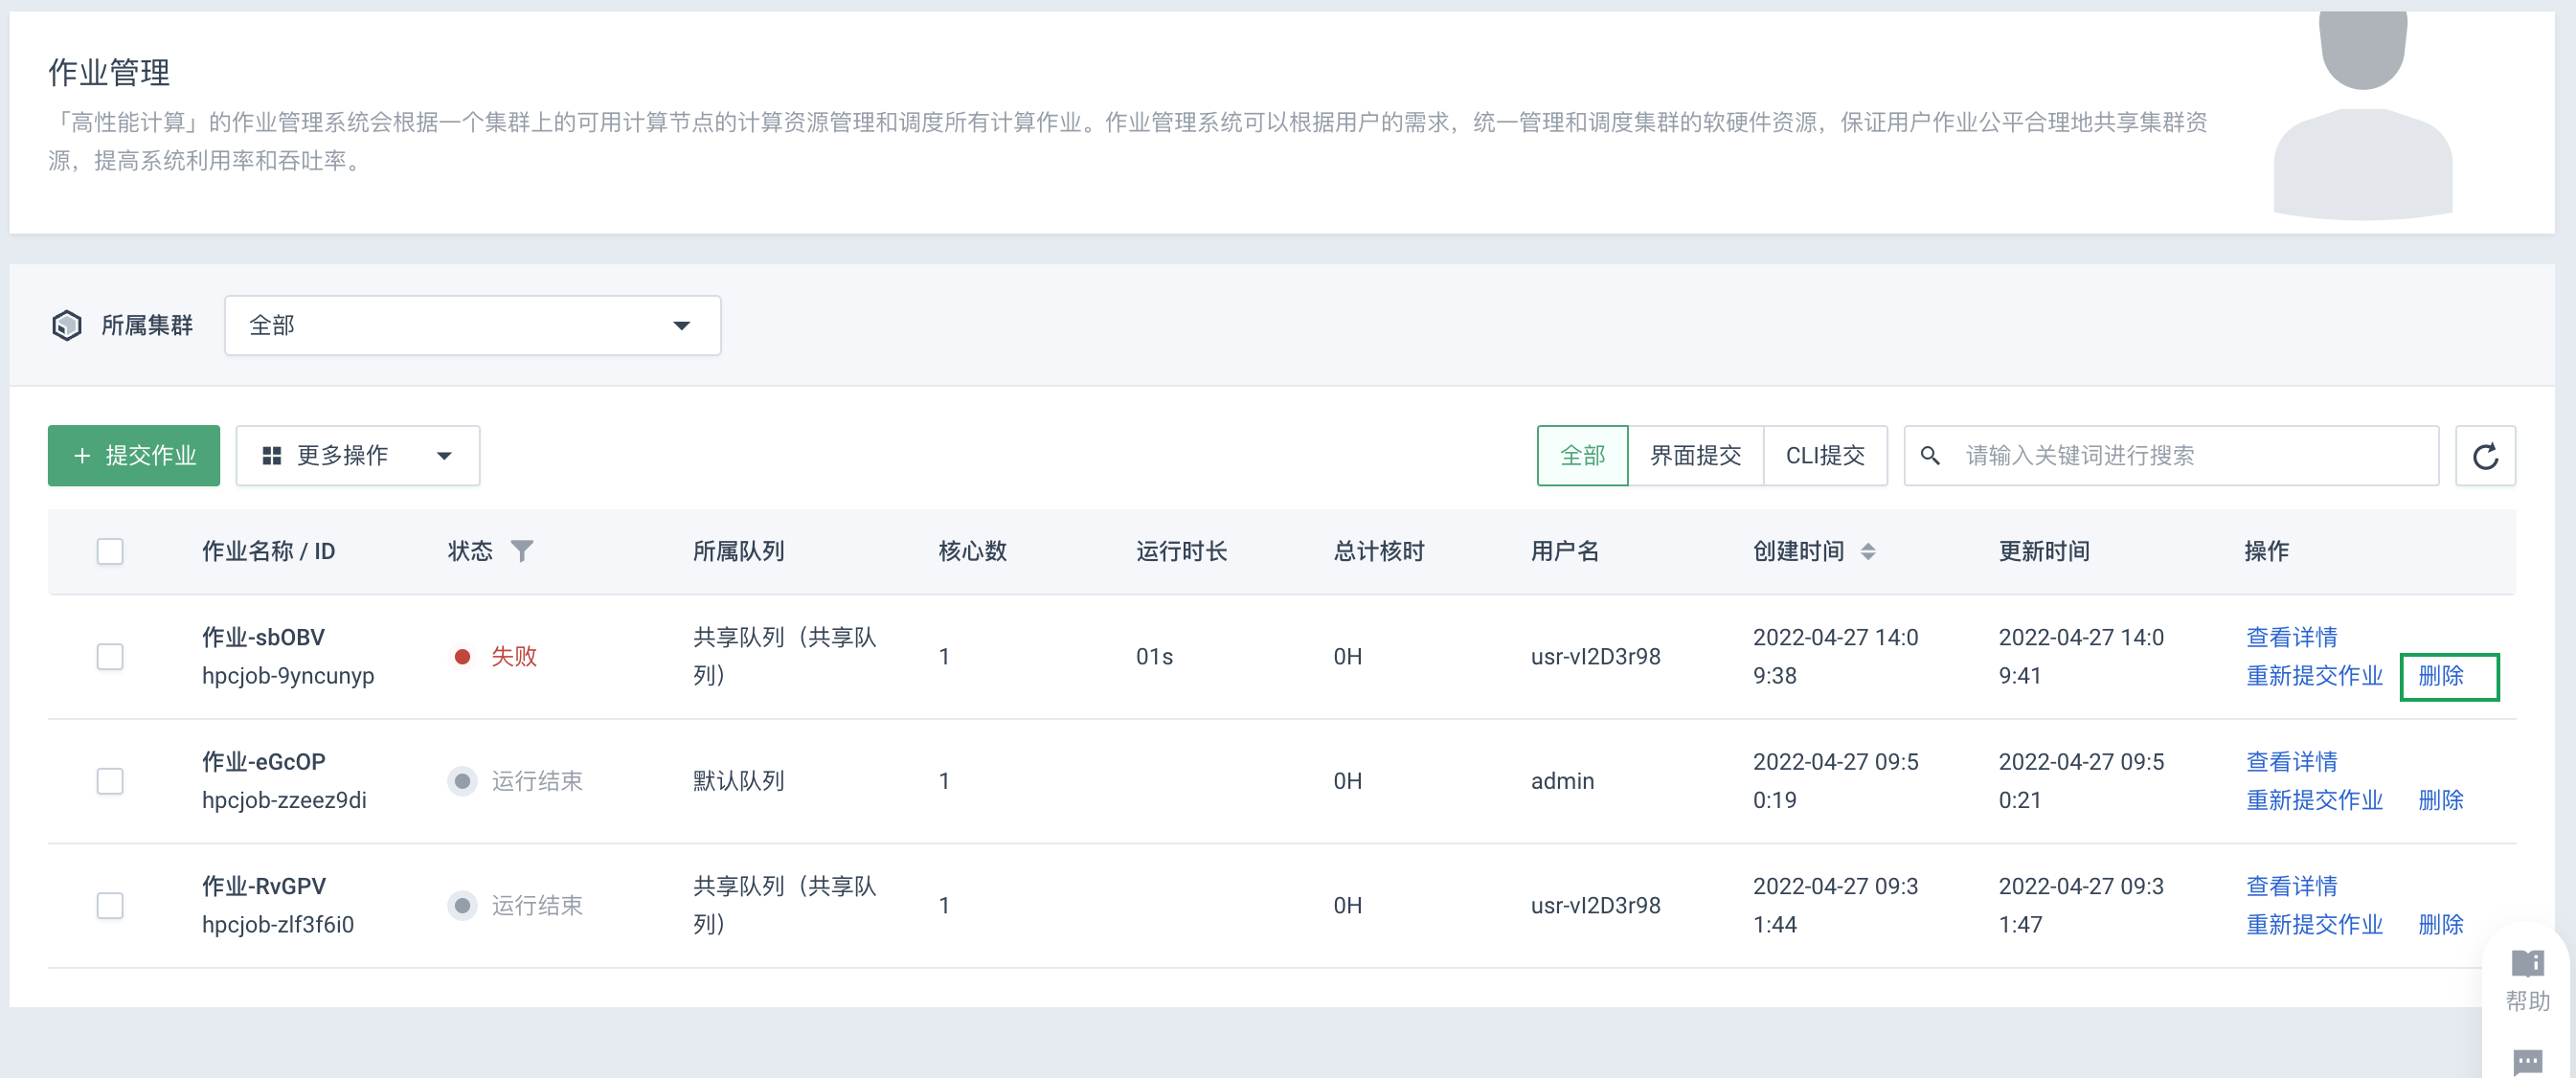 作业管理
「高性能计算」的作业管理系统会根据一个集群上的可用计算节点的计算资源管理和调度所有计算作业。作业管理系统可以根据用户的需求，统一管理和调度集群的软硬件资源，保证用户作业公平合理地共享集群资
源，提高系统利用率和吞吐率。
所属集群 全部
+ 提交作业 更多操作 全部 界面提交 CLI提交 请输入关键词进行搜索
作业名称 / ID 状态 所属队列 核心数 运行时长 总计核时 用户名 创建时间 更新时间 操作
作业-sbOBV 共享队列（共享队 2022-04-27 14:0 2022-04-27 14:0 查看详情
失败 1 01s 0H usr-vI2D3r98
hpcjob-9yncunyp 列） 9:38 9:41 重新提交作业 删除
作业-eGcOP 2022-04-27 09:5 2022-04-27 09:5 查看详情
运行结束 默认队列 1 0H admin
hpcjob-zzeez9di 0:19 0:21 重新提交作业 删除
作业-RvGPV 共享队列（共享队 2022-04-27 09:3 2022-04-27 09:3 查看详情
运行结束 1 0H usr-vI2D3r98
hpcjob-zlf3f6i0 列） 1:44 1:47 重新提交作业 删除
帮助